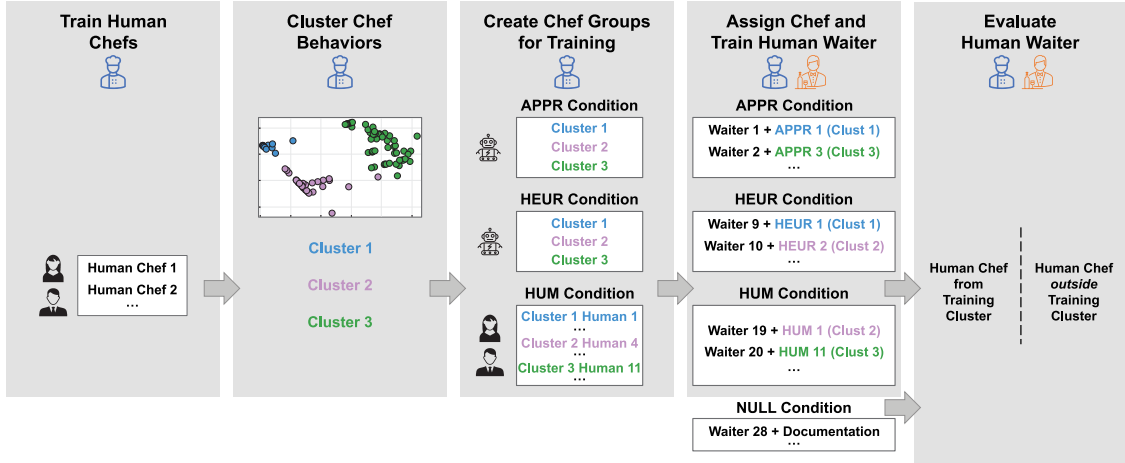 Train Human
Chefs
Human Chef 1
Human Chef 2
...
Cluster Chef
Behaviors
Cluster 1
Cluster 2
Cluster 3
Create Chef Groups
for Training
APPR Condition
Cluster 1
Cluster 2
Cluster 3
HEUR Condition
Cluster 1
Cluster 2
Cluster 3
HUM Condition
Cluster 1 Human 1
...
Cluster 2 Human 4
...
Cluster 3 Human 11
...
Assign Chef and
Train Human Waiter
APPR Condition
Waiter 1 + APPR 1 (Clust 1)
Waiter 2 + APPR 3 (Clust 3)
...
HEUR Condition
Waiter 9 + HEUR 1 (Clust 1)
Waiter 10 + HEUR 2 (Clust 2)
...
HUM Condition
Waiter 19 + HUM 1 (Clust 2)
Waiter 20 + HUM 11 (Clust 3)
...
NULL Condition
Waiter 28 + Documentation
...
Evaluate
Human Waiter
Human Chef
from
Training
Cluster
Human Chef
outside
Training
Cluster